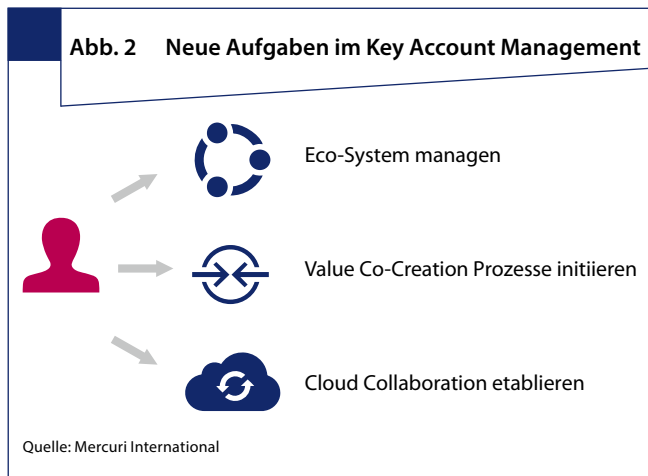 Abb. 2 Neue Aufgaben im Key Account Management
Eco-System managen
Value Co-Creation Prozesse initiieren
Cloud Collaboration etablieren
Quelle: Mercuri International